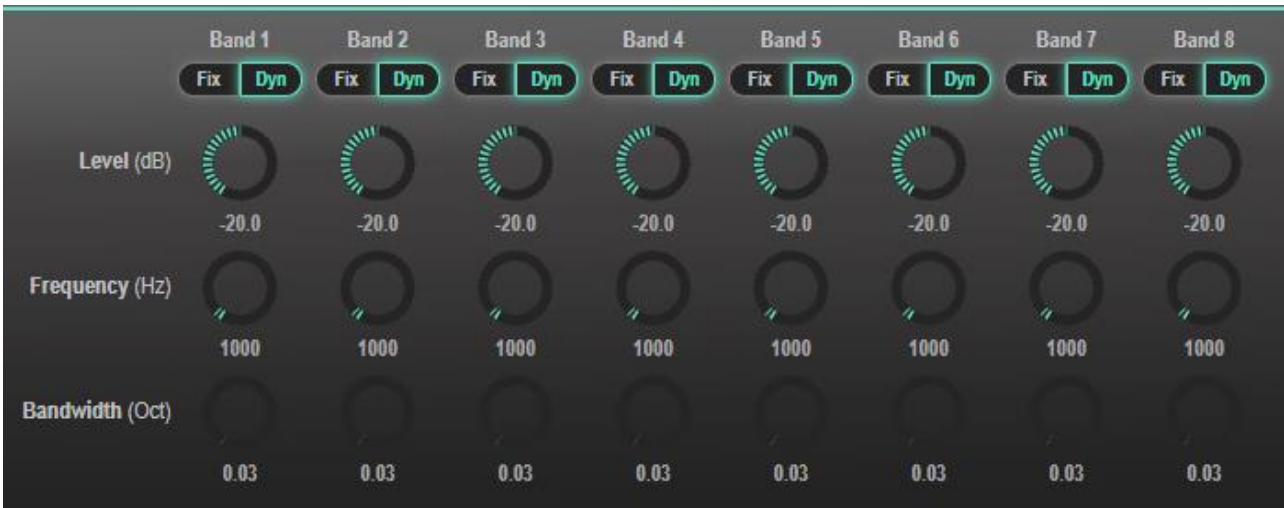 Band 1 Band 2 Band 3 Band 4 Band 5 Band 6 Band 7 Band 8
Fix Dyn Fix Dyn Fix Dyn Fix Dyn Fix Dyn Fix Dyn Fix Dyn Fix Dyn
Level (dB)
-20.0 -20.0 -20.0 -20.0 -20.0 -20.0 -20.0 -20.0
Frequency (Hz)
1000 1000 1000 1000 1000 1000 1000 1000
Bandwidth (Oct)
0.03 0.03 0.03 0.03 0.03 0.03 0.03 0.03